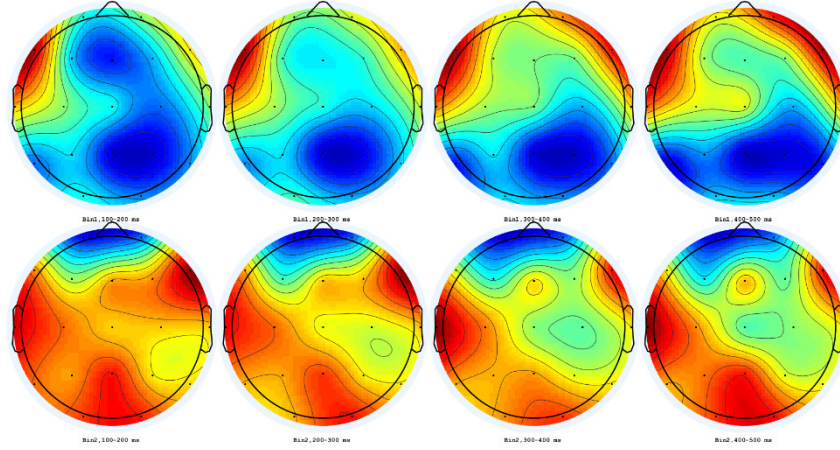 Bin1,100-200 ms
Bin1,200-300 ms
Bin1,300-400 ms
Bin1,400-500 ms
Bin2,100-200 ms
Bin2,200-300 ms
Bin2,300-400 ms
Bin2,400-500 ms